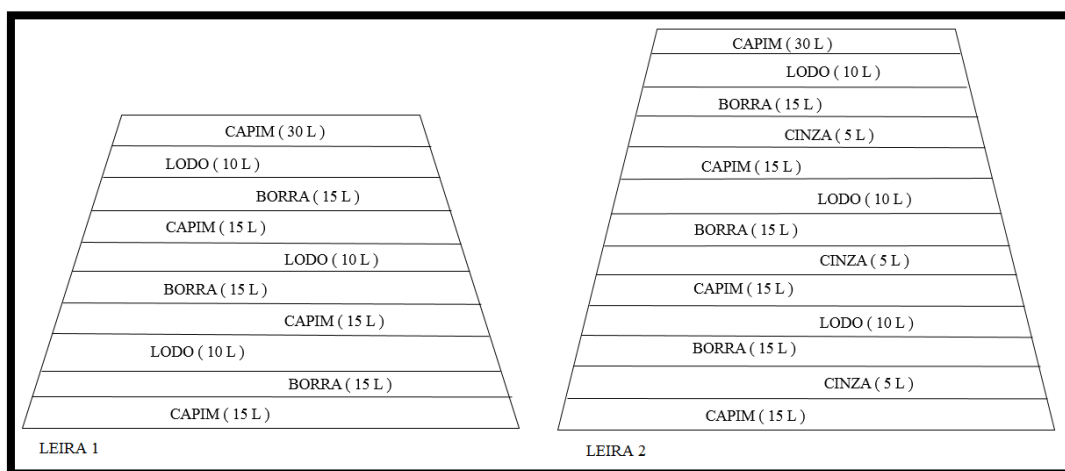 CAPIM ( 30 L )
LODO ( 10 L )
BORRA ( 15 L )
CAPIM ( 15 L )
LODO ( 10 L )
BORRA ( 15 L )
CAPIM ( 15 L )
LODO ( 10 L )
BORRA ( 15 L )
CAPIM ( 15 L )
LEIRA 1
CAPIM ( 30 L )
LODO ( 10 L )
BORRA ( 15 L )
CINZA ( 5 L )
CAPIM ( 15 L )
LODO ( 10 L )
BORRA ( 15 L )
CINZA ( 5 L )
CAPIM ( 15 L )
LODO ( 10 L )
BORRA ( 15 L )
CINZA ( 5 L )
CAPIM ( 15 L )
LEIRA 2